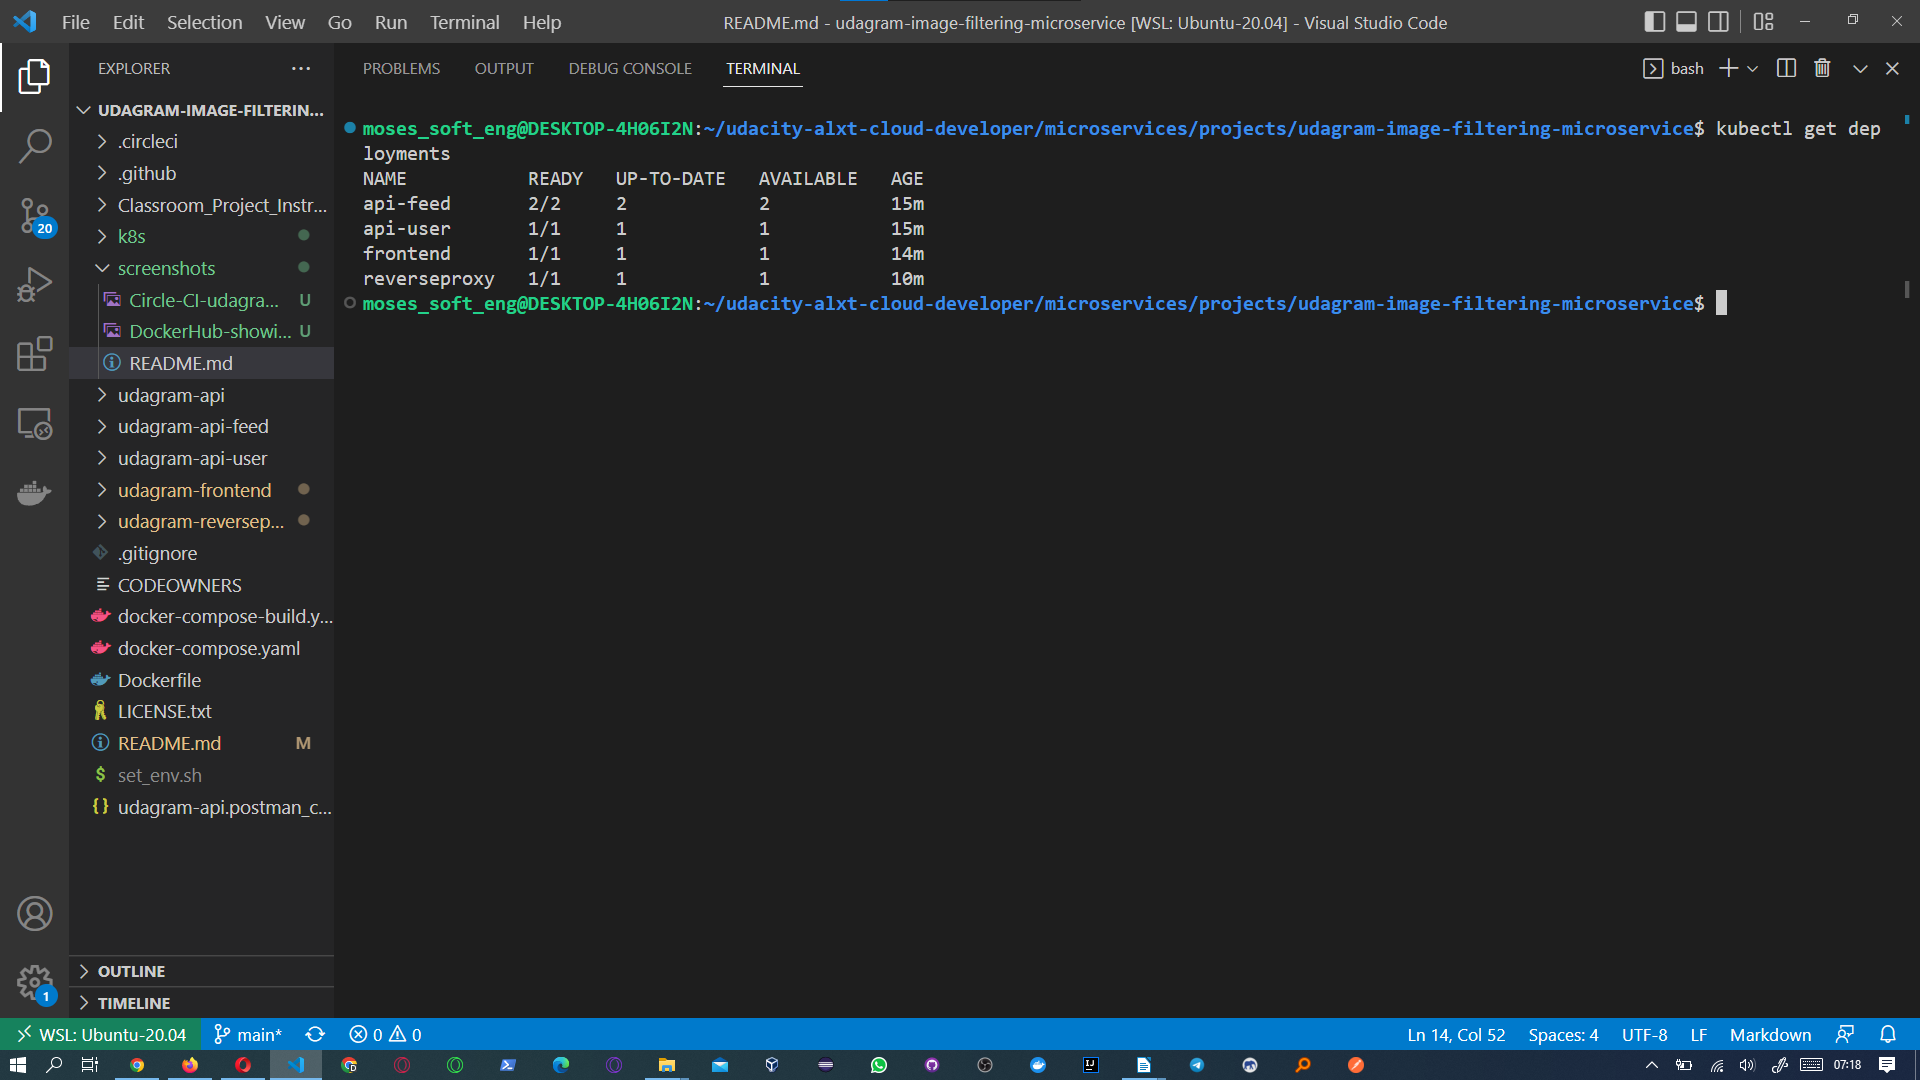 File Edit Selection View Go Run Terminal Help
README.md - udagram-image-filtering-microservice [WSL: Ubuntu-20.04] - Visual Studio Code
EXPLORER
UDAGRAM-IMAGE-FILTERIN...
.circleci
.github
Classroom_Project_Instr...
k8s
screenshots
Circle-CI-udagra... U
DockerHub-showi... U
README.md
udagram-api
udagram-api-feed
udagram-api-user
udagram-frontend
udagram-reversep...
.gitignore
CODEOWNERS
docker-compose-build.y...
docker-compose.yaml
Dockerfile
LICENSE.txt
README.md M
set_env.sh
udagram-api.postman_c...
OUTLINE
TIMELINE
20
1
PROBLEMS OUTPUT DEBUG CONSOLE TERMINAL
bash
moses_soft_eng@DESKTOP-4H06I2N:~/udacity-alxt-cloud-developer/microservices/projects/udagram-image-filtering-microservice$ kubectl get dep
loyments
NAME READY UP-TO-DATE AVAILABLE AGE
api-feed 2/2 2 2 15m
api-user 1/1 1 1 15m
frontend 1/1 1 1 14m
reverseproxy 1/1 1 1 10m
moses_soft_eng@DESKTOP-4H06I2N:~/udacity-alxt-cloud-developer/microservices/projects/udagram-image-filtering-microservice$
WSL: Ubuntu-20.04 main* 0 0
Ln 14, Col 52 Spaces: 4 UTF-8 LF Markdown
07:18